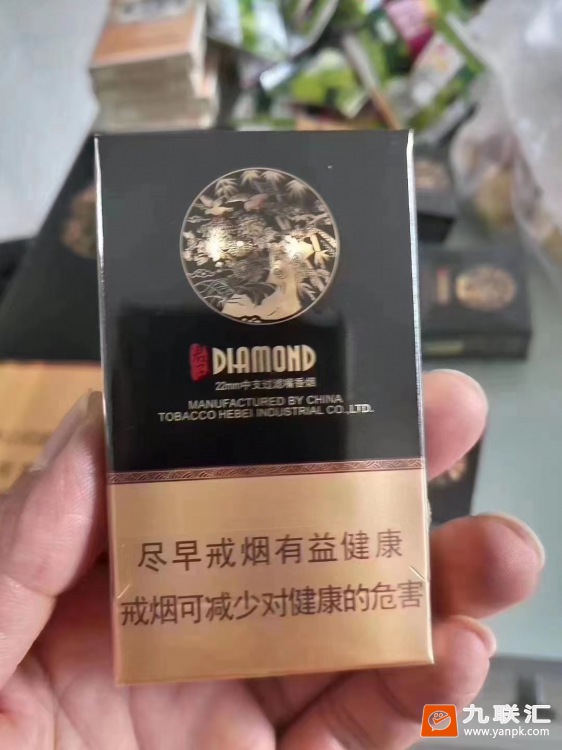 DIAMOND
22mm中支过滤嘴香烟
MANUFACTURED BY CHINA
TOBACCO HEBEI INDUSTRIAL CO.,LTD.
尽早戒烟有益健康
戒烟可减少对健康的危害
九联汇
www.yanpk.com